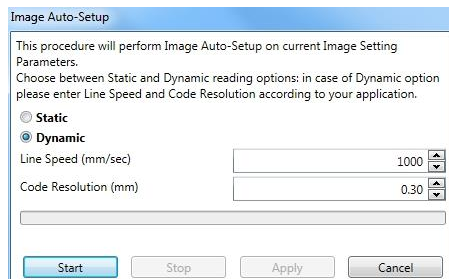 Image Auto-Setup
This procedure will perform Image Auto-Setup on current Image Setting
Parameters.
Choose between Static and Dynamic reading options: in case of Dynamic option
please enter Line Speed and Code Resolution according to your application.
Static
Dynamic
Line Speed (mm/sec) 1000
Code Resolution (mm) 0.30
Start Stop Apply Cancel